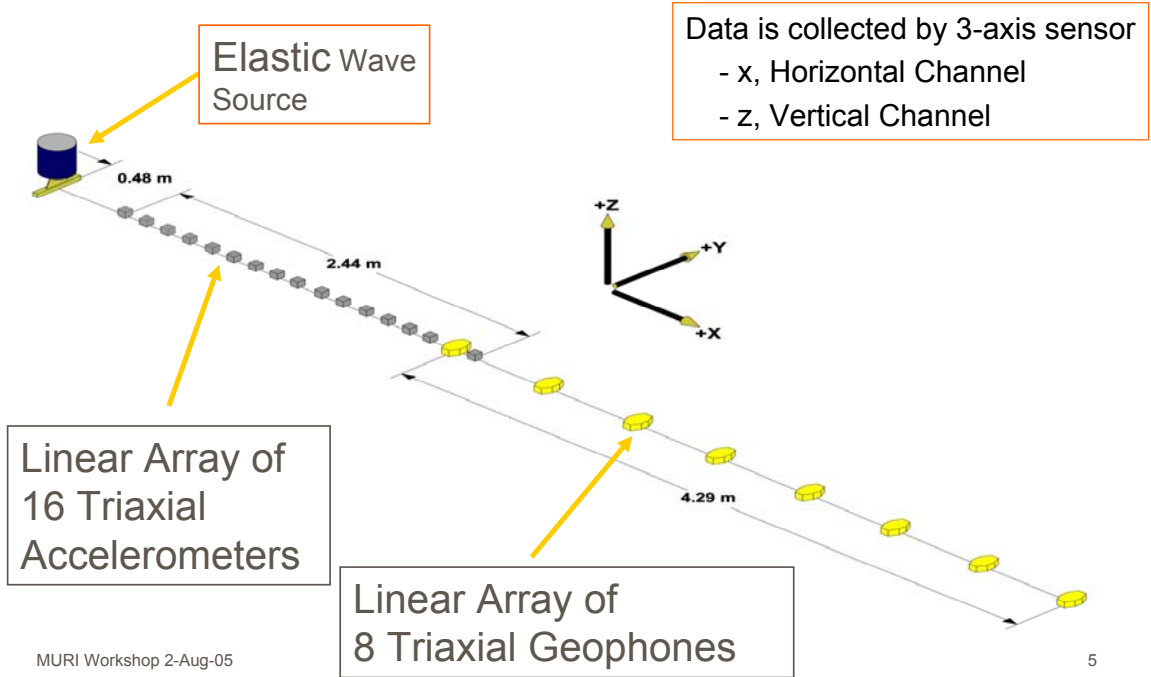 Elastic Wave
Source
Data is collected by 3-axis sensor
- x, Horizontal Channel
- z, Vertical Channel
0.48 m
2.44 m
+Z
+Y
+X
4.29 m
Linear Array of
16 Triaxial
Accelerometers
Linear Array of
8 Triaxial Geophones
MURI Workshop 2-Aug-05
5